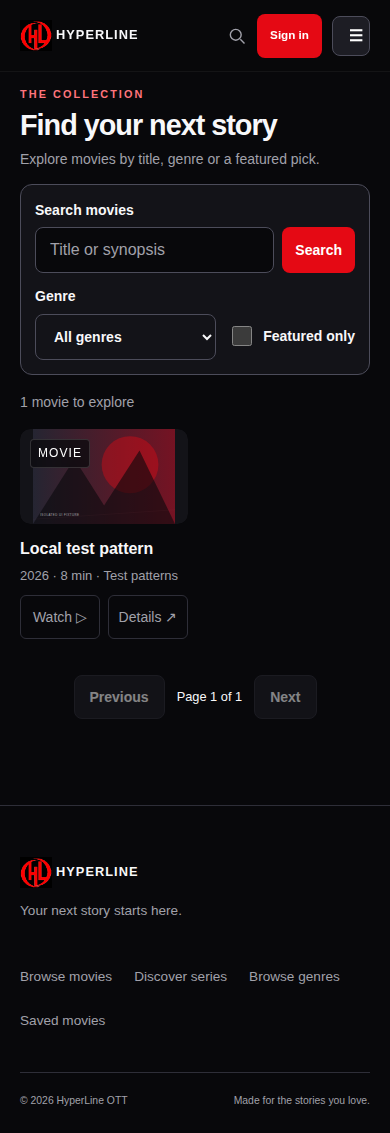 HYPERLINE
Sign in
THE COLLECTION
Find your next story
Explore movies by title, genre or a featured pick.
Search movies
Title or synopsis
Search
Genre
All genres
Featured only
1 movie to explore
MOVIE
Local test pattern
2026 · 8 min · Test patterns
Watch ▷
Details ↗
Previous
Page 1 of 1
Next
HYPERLINE
Your next story starts here.
Browse movies Discover series Browse genres
Saved movies
© 2026 HyperLine OTT
Made for the stories you love.